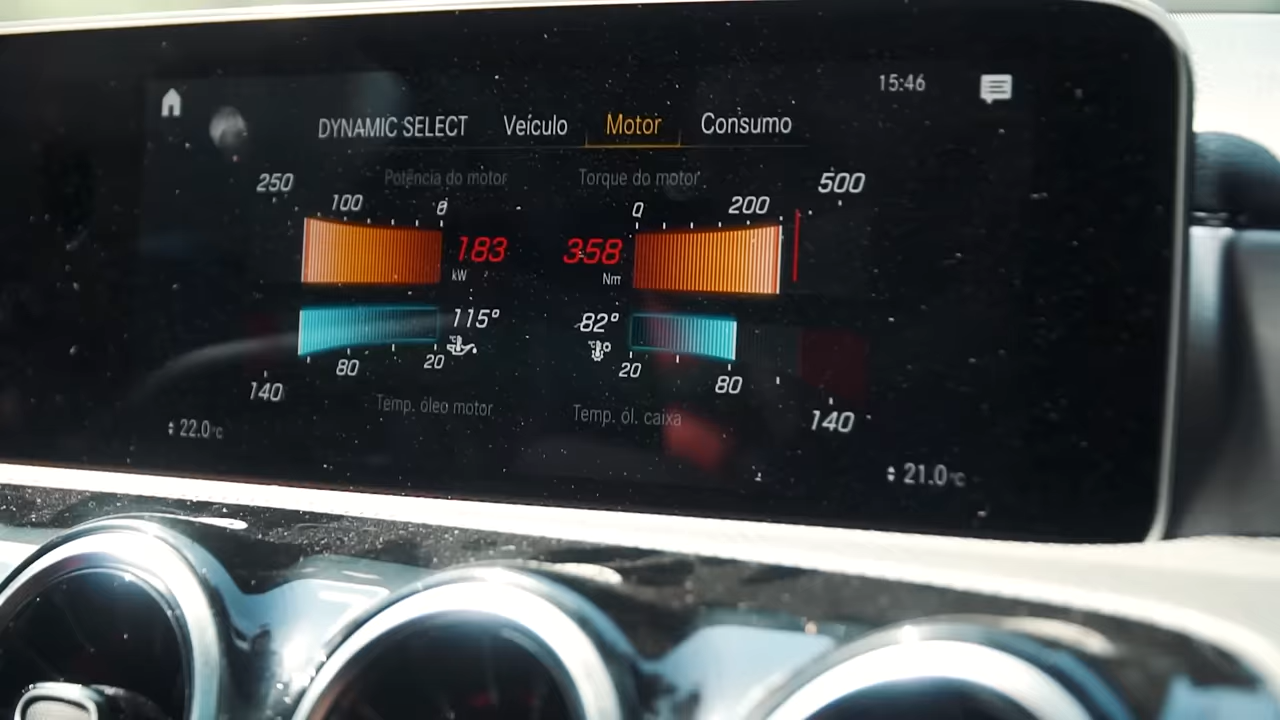 15:46
DYNAMIC SELECT Veículo Motor Consumo
Potência do motor Torque do motor
250 100 0 0 200 500
183 358
kW Nm
115° 82°
°C °C
140 80 20 20 80 140
Temp. óleo motor Temp. ól. caixa
22.0°C 21.0°C